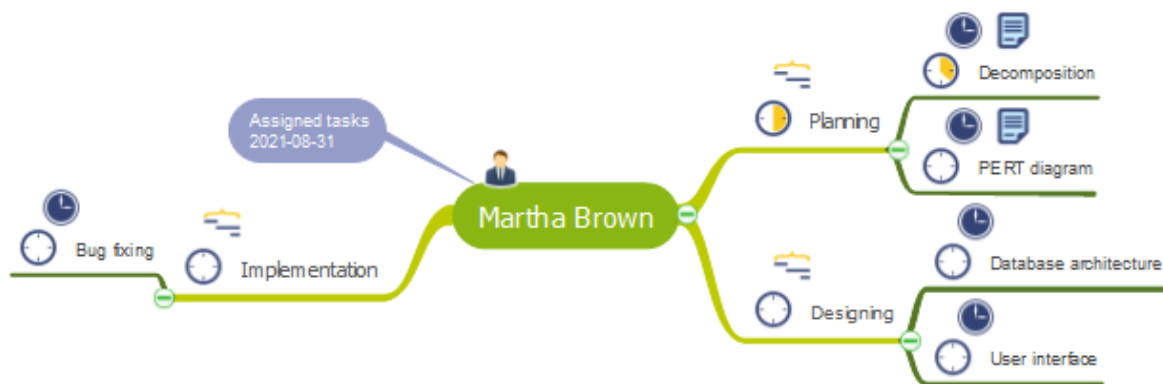 Assigned tasks
2021-08-31
Martha Brown
Planning
Decomposition
PERT diagram
Designing
Database architecture
User interface
Implementation
Bug fixing